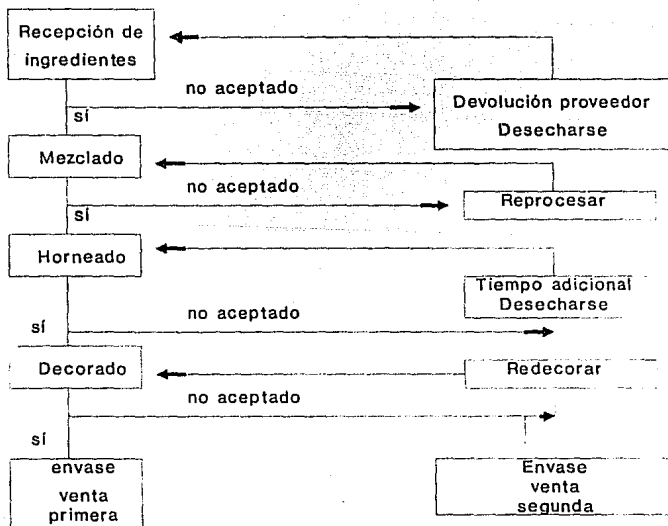 Recepción de
ingredientes
no aceptado
sí
Devolución proveedor
Desecharse
Mezclado
no aceptado
sí
Reprocesar
Horneado
Tiempo adicional
Desecharse
no aceptado
sí
Decorado
Redecorar
no aceptado
sí
envase
venta
primera
Envase
venta
segunda